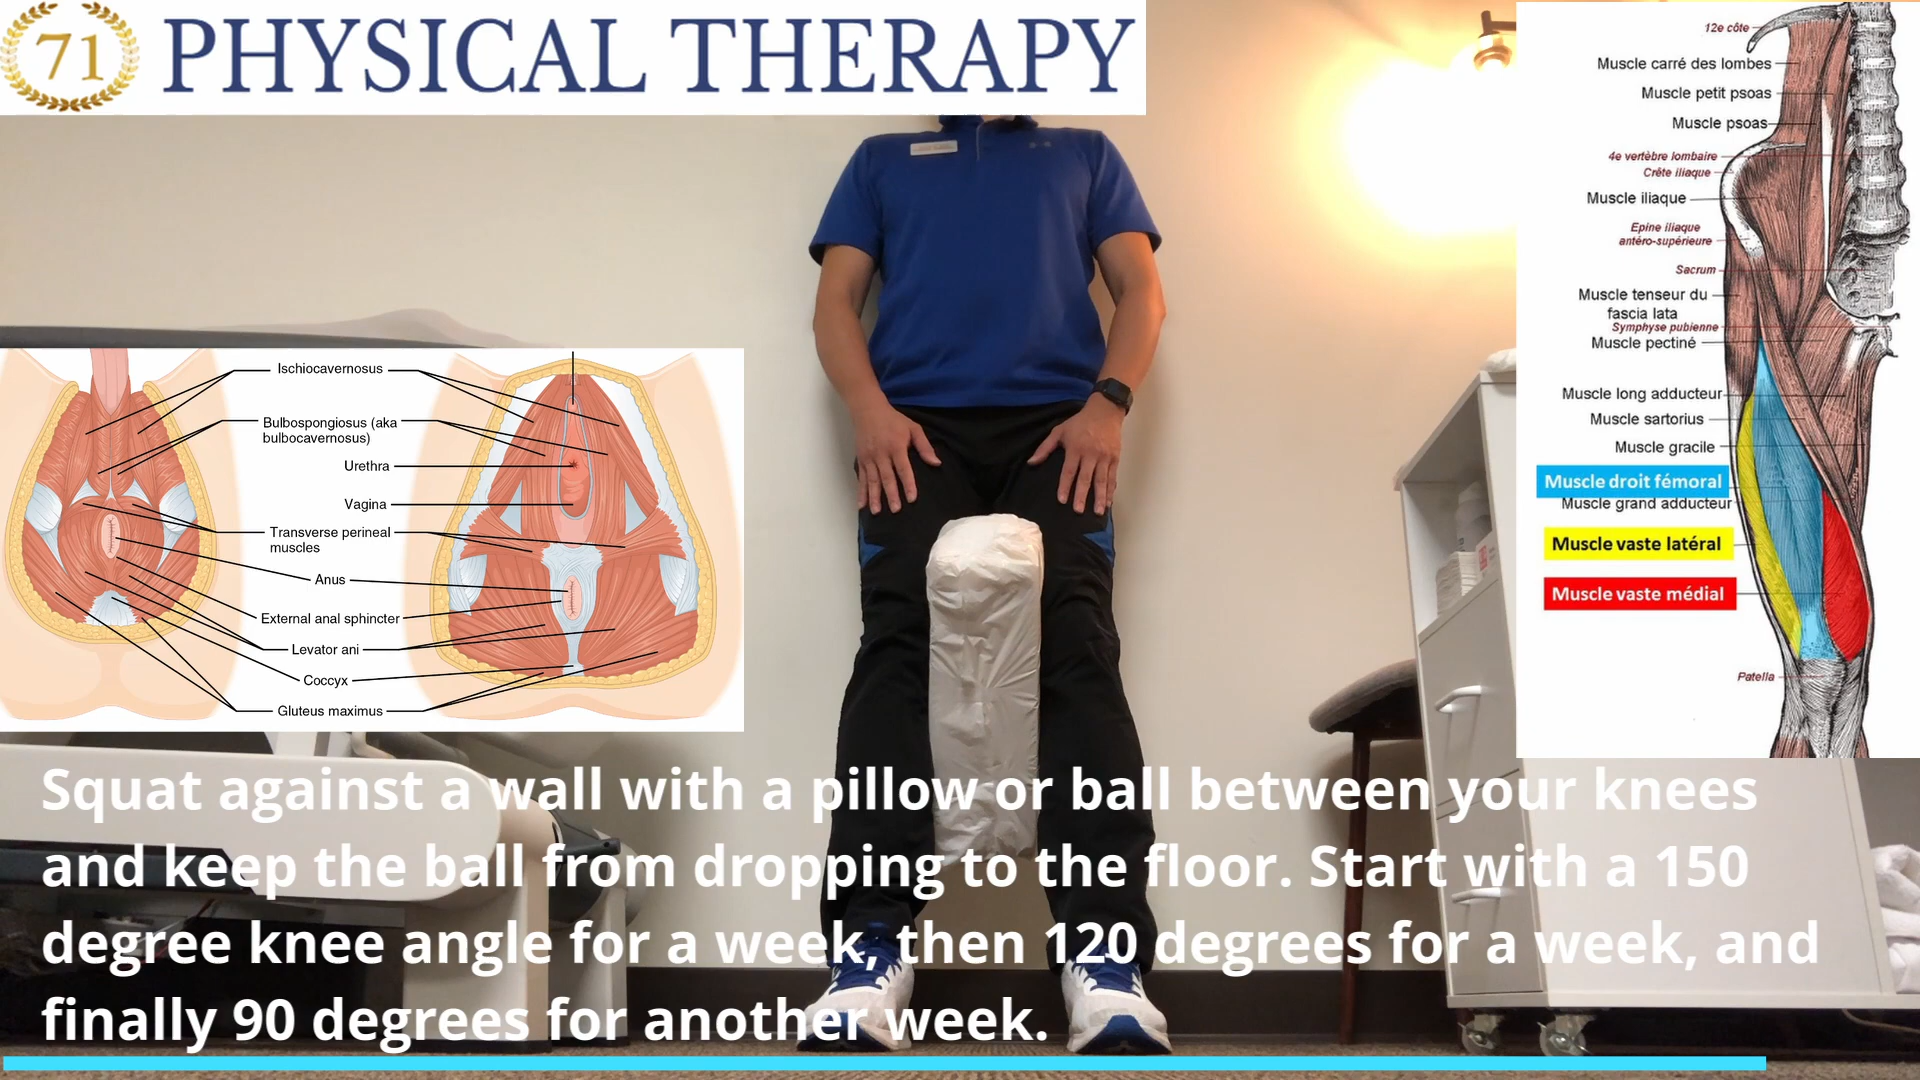 71 PHYSICAL THERAPY
Ischiocavernosus
Bulbospongiosus (aka
bulbocavernosus)
Urethra
Vagina
Transverse perineal
muscles
Anus
External anal sphincter
Levator ani
Coccyx
Gluteus maximus
12e côte
Muscle carré des lombes
Muscle petit psoas
Muscle psoas
4e vertèbre lombaire
Crête iliaque
Muscle iliaque
Epine iliaque
antéro-supérieure
Sacrum
Muscle tenseur du
fascia lata
Symphyse pubienne
Muscle pectiné
Muscle long adducteur
Muscle sartorius
Muscle gracile
Muscle droit fémoral
Muscle grand adducteur
Muscle vaste latéral
Muscle vaste médial
Patella
Squat against a wall with a pillow or ball between your knees
and keep the ball from dropping to the floor. Start with a 150
degree knee angle for a week, then 120 degrees for a week, and
finally 90 degrees for another week.